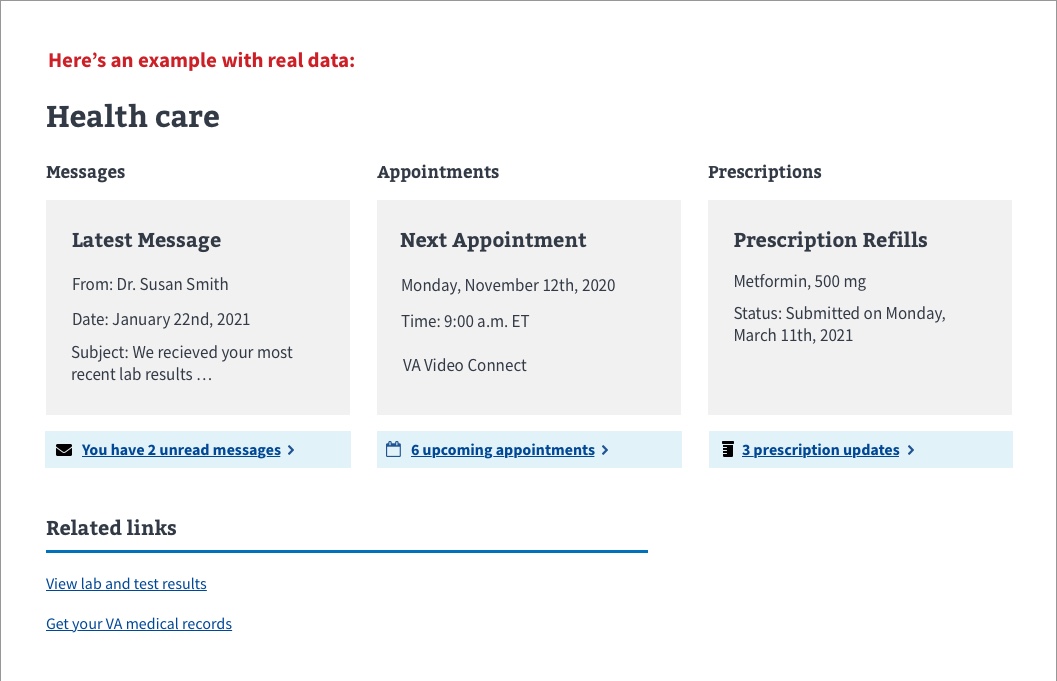 Here’s an example with real data:
Health care
Messages
Latest Message
From: Dr. Susan Smith
Date: January 22nd, 2021
Subject: We recieved your most
recent lab results …
You have 2 unread messages
Appointments
Next Appointment
Monday, November 12th, 2020
Time: 9:00 a.m. ET
VA Video Connect
6 upcoming appointments
Prescriptions
Prescription Refills
Metformin, 500 mg
Status: Submitted on Monday,
March 11th, 2021
3 prescription updates
Related links
View lab and test results
Get your VA medical records